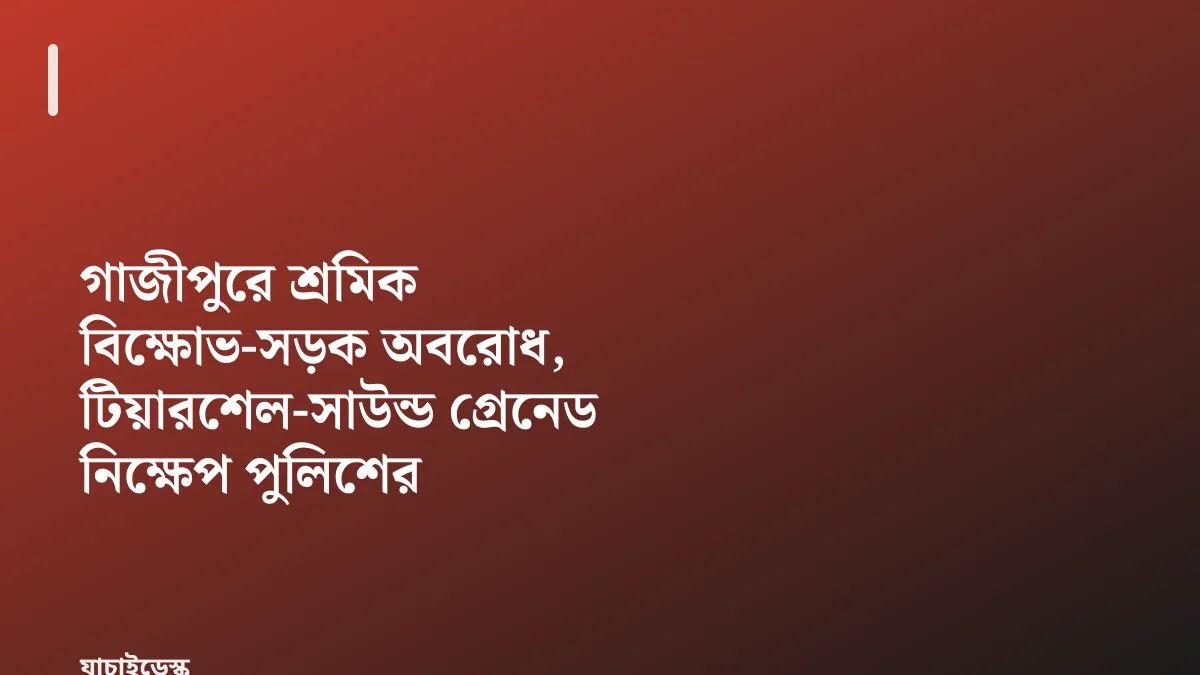 গাজীপুরে শ্রমিক
বিক্ষোভ-সড়ক অবরোধ,
টিয়ারশেল-সাউন্ড গ্রেনেড
নিক্ষেপ পুলিশের
যাচাইডেস্ক